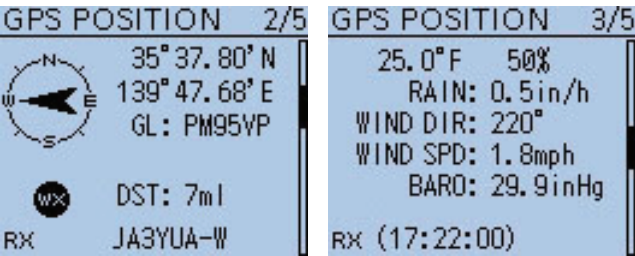 GPS POSITION 2/5
N
W E
S
35°37.80'N
139°47.68'E
GL: PM95VP
WX
DST: 7ml
RX JA3YUA-W
GPS POSITION 3/5
25.0°F 50%
RAIN: 0.5in/h
WIND DIR: 220°
WIND SPD: 1.8mph
BARO: 29.9inHg
RX (17:22:00)